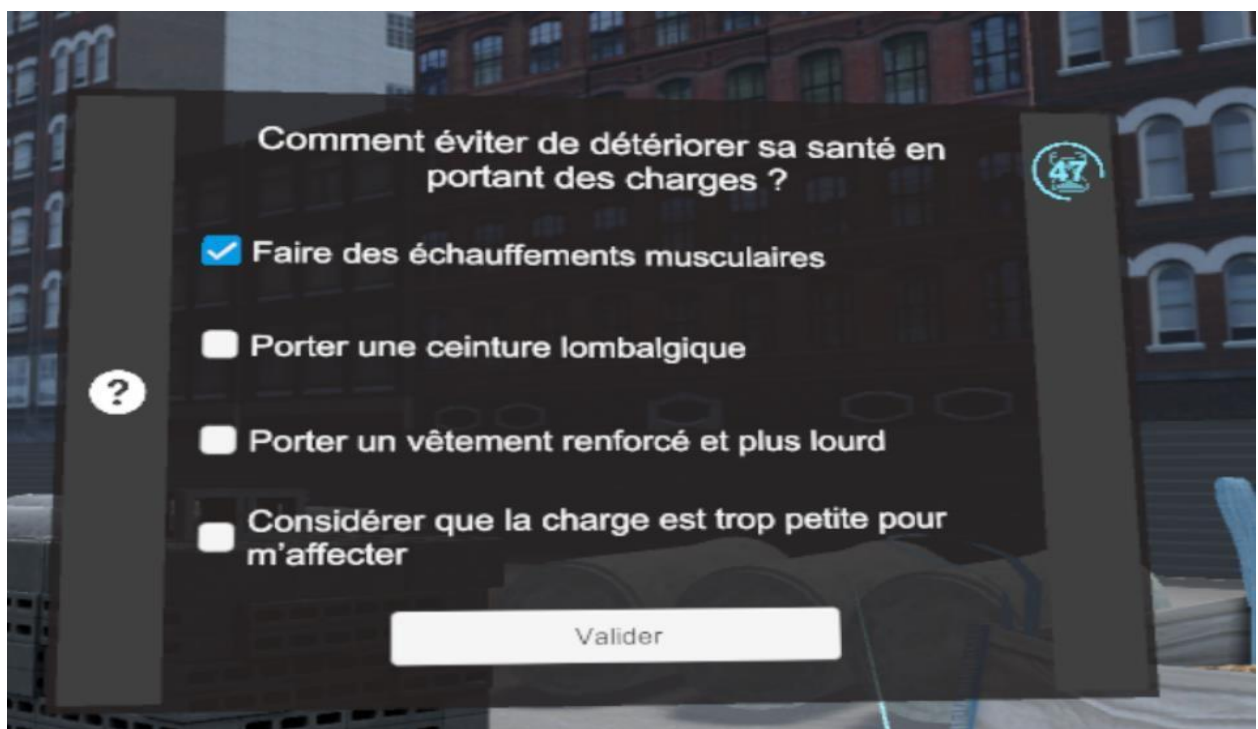 Comment éviter de détériorer sa santé en
portant des charges ?
47
Faire des échauffements musculaires
Porter une ceinture lombalgique
?
Porter un vêtement renforcé et plus lourd
Considérer que la charge est trop petite pour
m'affecter
Valider